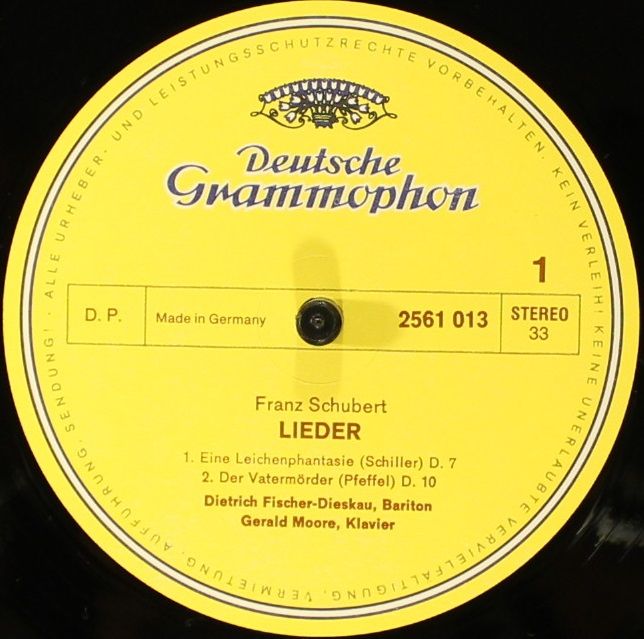 ALLE URHEBER- UND LEISTUNGSSCHUTZRECHTE VORBEHALTEN. KEIN VERLEIH! KEINE UNERLAUBTE VERVIELFÄLTIGUNG, VERMIETUNG, AUFFÜHRUNG, SENDUNG! ·
Deutsche
Grammophon
1
D. P.
Made in Germany
2561 013
STEREO
33
Franz Schubert
LIEDER
1. Eine Leichenphantasie (Schiller) D. 7
2. Der Vatermörder (Pfeffel) D. 10
Dietrich Fischer-Dieskau, Bariton
Gerald Moore, Klavier